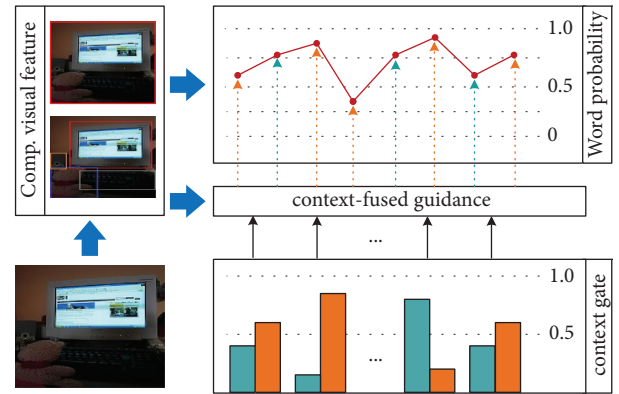 Comp. visual feature
1.0
0.5
0
Word probability
context-fused guidance
...
1.0
0.5
...
context gate